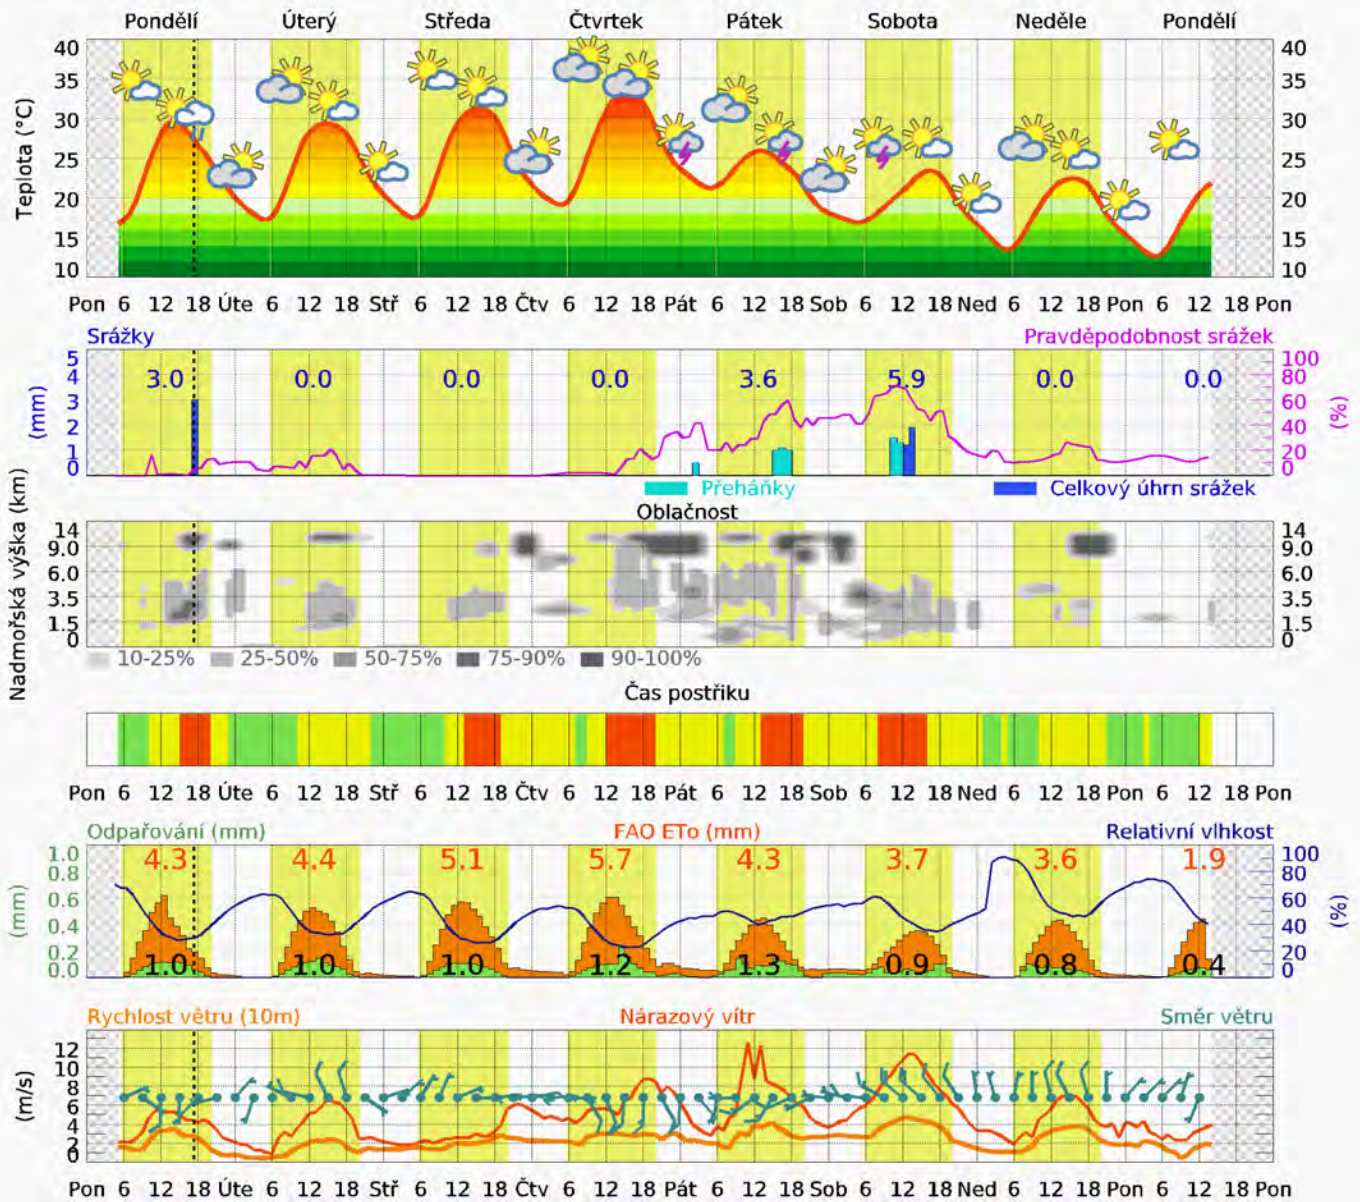 Pondělí Úterý Středa Čtvrtek Pátek Sobota Neděle Pondělí
Teplota (°C)
40 40
35 35
30 30
25 25
20 20
15 15
10 10
Pon 6 12 18 Úte 6 12 18 Stř 6 12 18 Čtv 6 12 18 Pát 6 12 18 Sob 6 12 18 Ned 6 12 18 Pon 6 12 18 Pon
Srážky Pravděpodobnost srážek
(mm) (%)
5 100
4 80
3 60
2 40
1 20
0 0
3.0 0.0 0.0 0.0 3.6 5.9 0.0 0.0
Přeháňky Celkový úhrn srážek
Oblačnost
Nadmořská výška (km)
14 14
9.0 9.0
6.0 6.0
3.5 3.5
1.5 1.5
0 0
10-25% 25-50% 50-75% 75-90% 90-100%
Čas postřiku
Pon 6 12 18 Úte 6 12 18 Stř 6 12 18 Čtv 6 12 18 Pát 6 12 18 Sob 6 12 18 Ned 6 12 18 Pon 6 12 18 Pon
Odpařování (mm) FAO ETo (mm) Relativní vlhkost
(mm) (%)
1.0 100
0.8 80
0.6 60
0.4 40
0.2 20
0.0 0
4.3 4.4 5.1 5.7 4.3 3.7 3.6 1.9
1.0 1.0 1.0 1.2 1.3 0.9 0.8 0.4
Rychlost větru (10m) Nárazový vítr Směr větru
(m/s)
12
10
8
6
4
2
0
Pon 6 12 18 Úte 6 12 18 Stř 6 12 18 Čtv 6 12 18 Pát 6 12 18 Sob 6 12 18 Ned 6 12 18 Pon 6 12 18 Pon